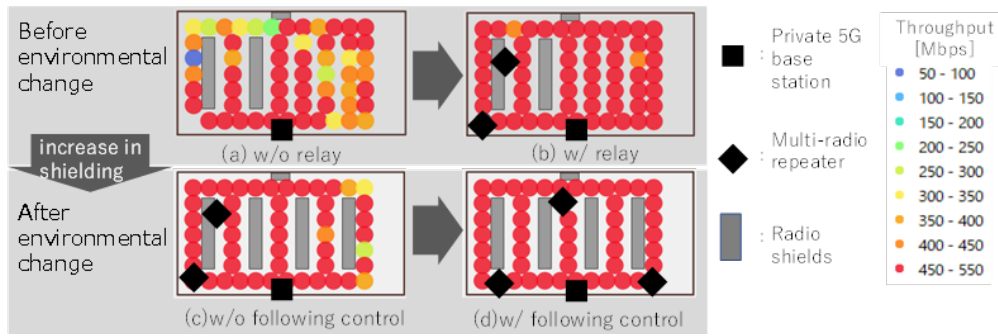 Before
environmental
change
increase in
shielding
After
environmental
change
(a) w/o relay
(b) w/ relay
(c)w/o following control
(d)w/ following control
: Private 5G
base
station
: Multi-radio
repeater
: Radio
shields
Throughput
[Mbps]
50 - 100
100 - 150
150 - 200
200 - 250
250 - 300
300 - 350
350 - 400
400 - 450
450 - 550